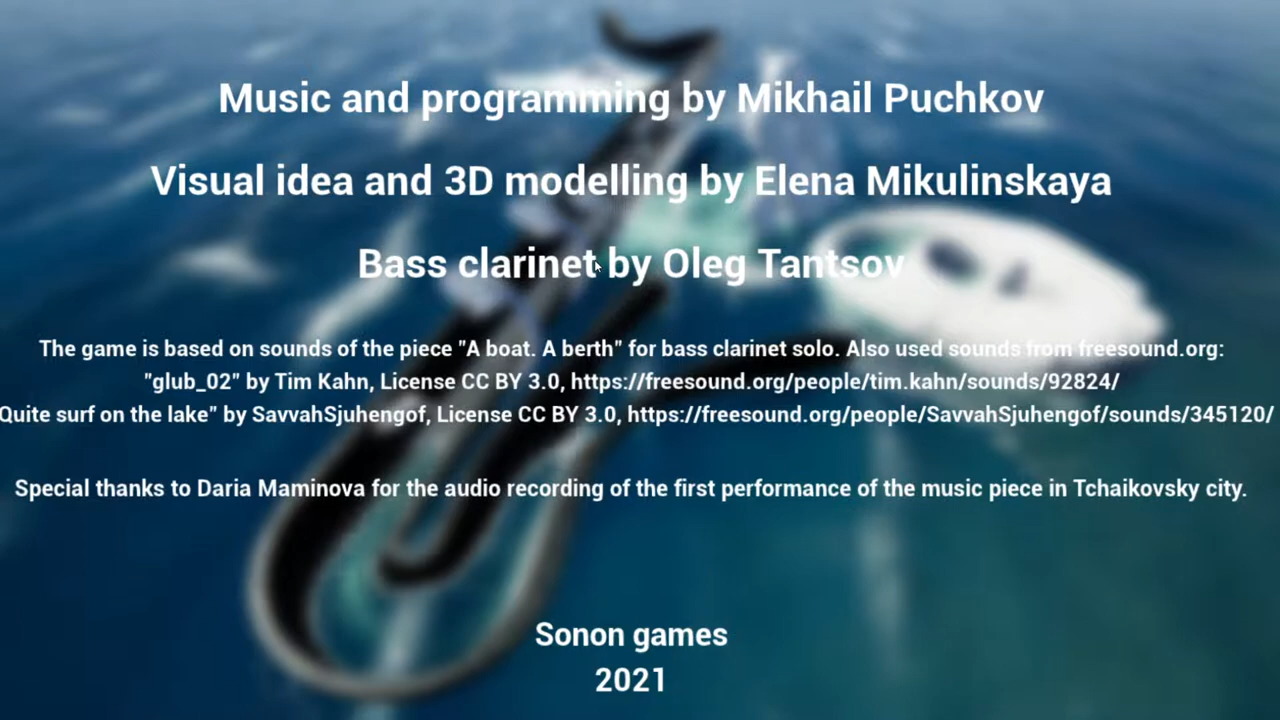 Music and programming by Mikhail Puchkov
Visual idea and 3D modelling by Elena Mikulinskaya
Bass clarinet by Oleg Tantsov
The game is based on sounds of the piece "A boat. A berth" for bass clarinet solo. Also used sounds from freesound.org:
"glub_02" by Tim Kahn, License CC BY 3.0, https://freesound.org/people/tim.kahn/sounds/92824/
Quite surf on the lake" by SavvahSjuhengof, License CC BY 3.0, https://freesound.org/people/SavvahSjuhengof/sounds/345120/
Special thanks to Daria Maminova for the audio recording of the first performance of the music piece in Tchaikovsky city.
Sonon games
2021